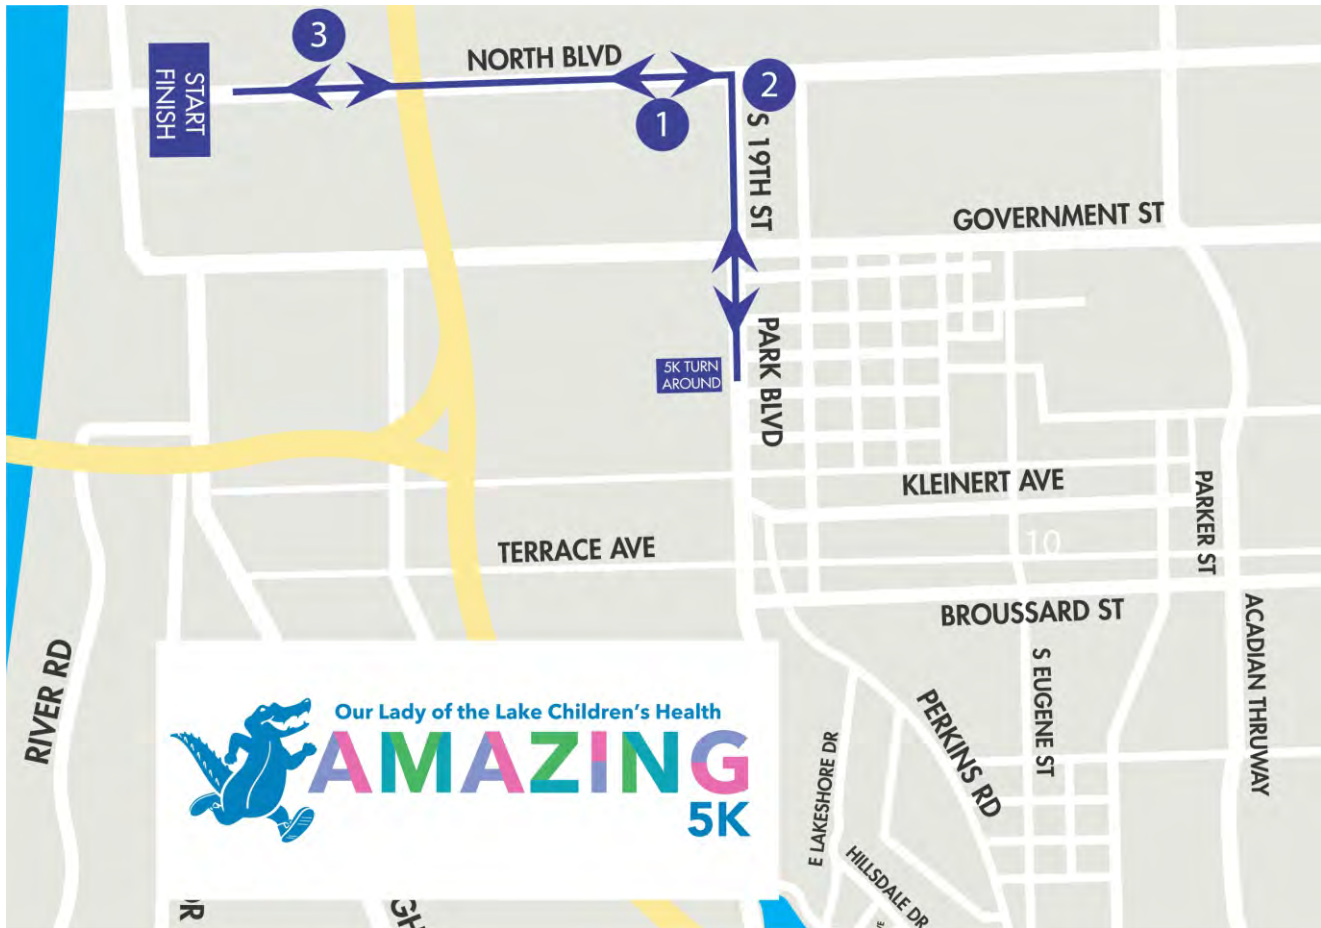 3
START
FINISH
NORTH BLVD
1
2
S 19TH ST
GOVERNMENT ST
5K TURN
AROUND
PARK BLVD
KLEINERT AVE
PARKER ST
TERRACE AVE
10
BROUSSARD ST
ACADIAN THRUWAY
RIVER RD
S EUGENE ST
PERKINS RD
E LAKESHORE DR
HILLSDALE DR
Our Lady of the Lake Children's Health
AMAZING
5K
DR
GH